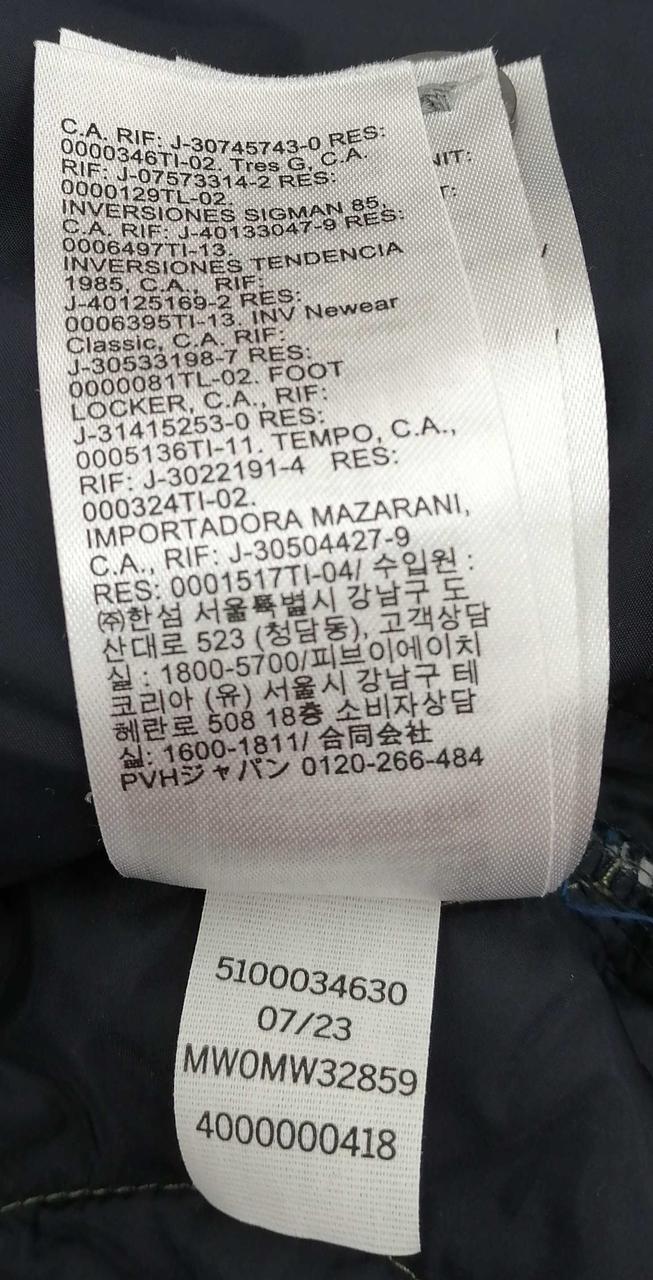 C.A. RIF: J-30745743-0 RES:
0000346TI-02. Tres G, C.A.
RIF: J-07573314-2 RES:
0000129TL-02.
INVERSIONES SIGMAN 85,
C.A. RIF: J-40133047-9 RES:
0006497TI-13.
INVERSIONES TENDENCIA
1985, C.A., RIF:
J-40125169-2 RES:
0006395TI-13. INV Newear
Classic, C.A. RIF:
J-30533198-7 RES:
0000081TL-02. FOOT
LOCKER, C.A., RIF:
J-31415253-0 RES:
0005136TI-11. TEMPO, C.A.,
RIF: J-3022191-4 RES:
000324TI-02.
IMPORTADORA MAZARANI,
C.A., RIF: J-30504427-9
RES: 0001517TI-04/ 수입원 :
㈜한섬 서울특별시 강남구 도
산대로 523 (청담동), 고객상담
실 : 1800-5700/피브이에이치
코리아 (유) 서울시 강남구 테
헤란로 508 18층 소비자상담
실: 1600-1811/ 合同会社
PVHジャパン 0120-266-484
NIT:
T:
5100034630
07/23
MW0MW32859
4000000418